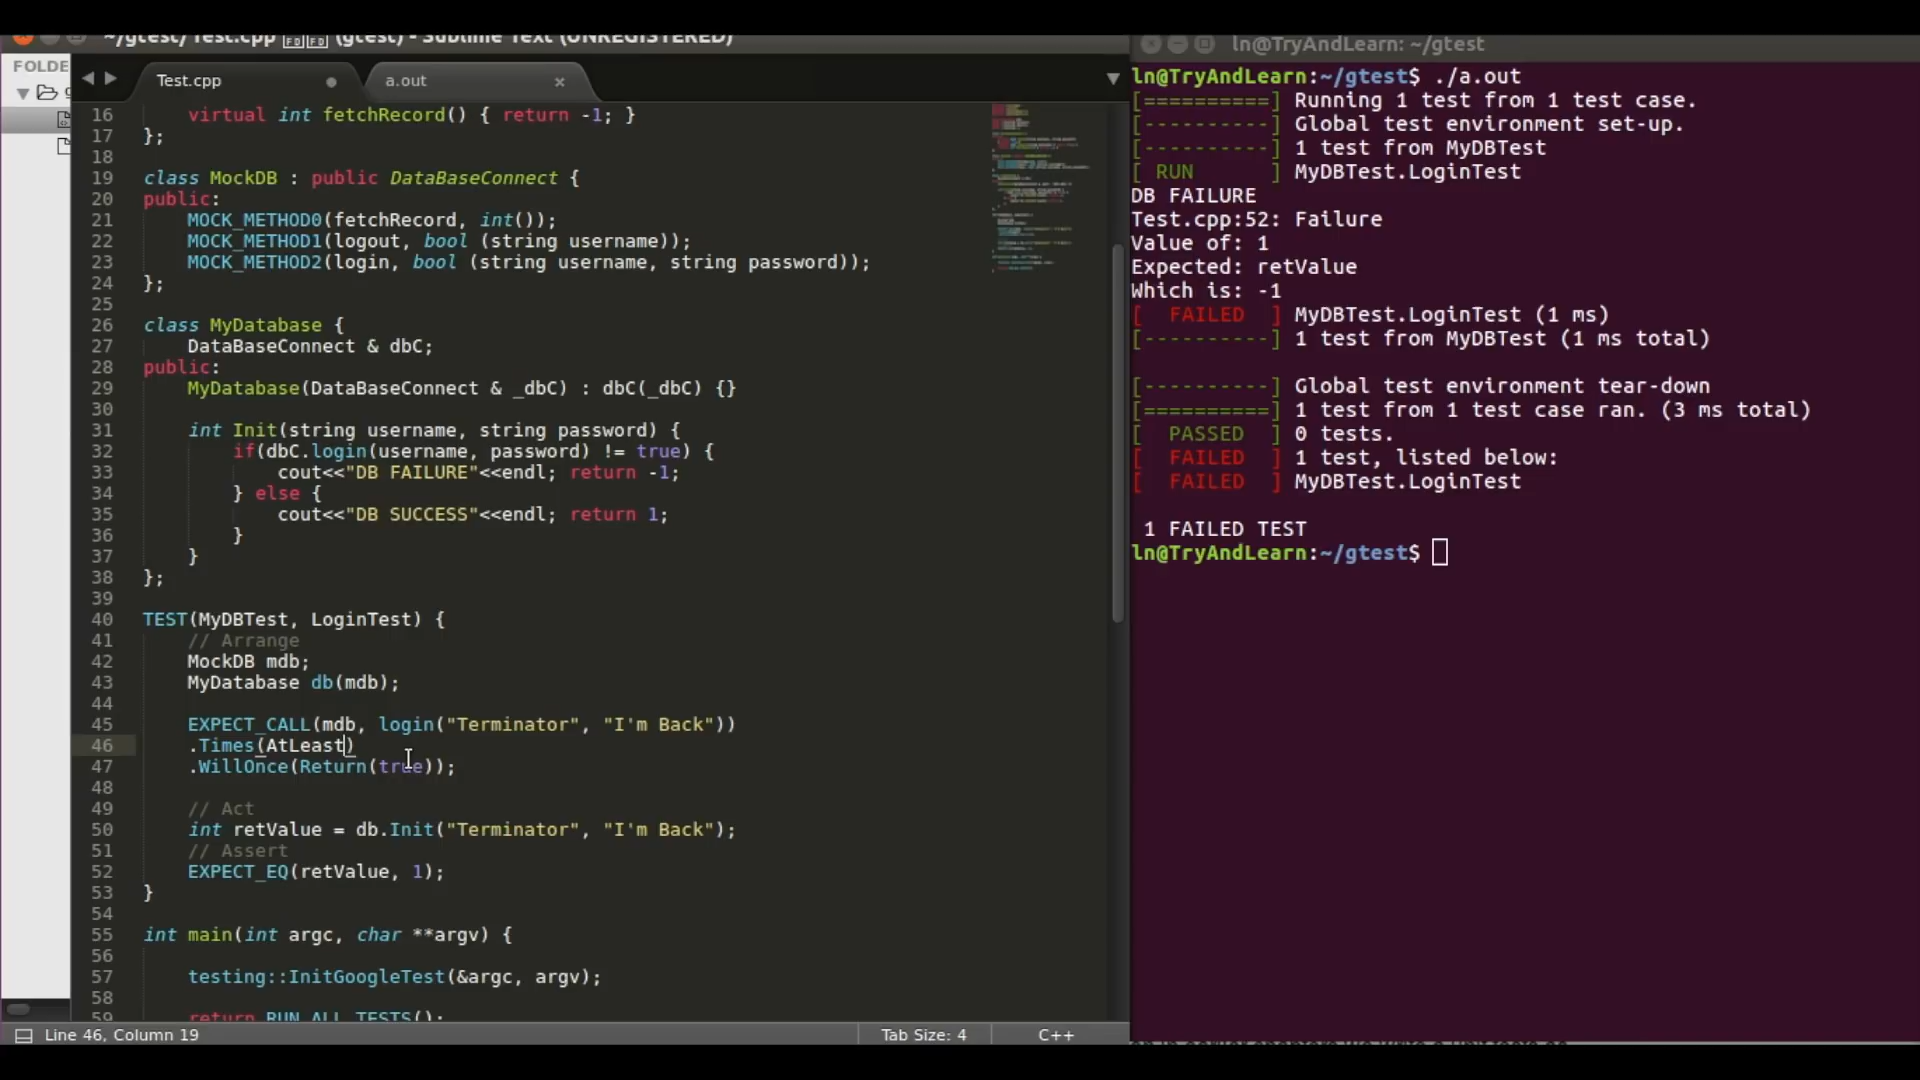 ~/gtest/Test.cpp (gtest) - Sublime Text (UNREGISTERED)
FOLDE
Test.cpp
a.out
16 virtual int fetchRecord() { return -1; }
17 };
18
19 class MockDB : public DataBaseConnect {
20 public:
21 MOCK_METHOD0(fetchRecord, int());
22 MOCK_METHOD1(logout, bool (string username));
23 MOCK_METHOD2(login, bool (string username, string password));
24 };
25
26 class MyDatabase {
27 DataBaseConnect & dbC;
28 public:
29 MyDatabase(DataBaseConnect & _dbC) : dbC(_dbC) {}
30
31 int Init(string username, string password) {
32 if(dbC.login(username, password) != true) {
33 cout<<"DB FAILURE"<<endl; return -1;
34 } else {
35 cout<<"DB SUCCESS"<<endl; return 1;
36 }
37 }
38 };
39
40 TEST(MyDBTest, LoginTest) {
41 // Arrange
42 MockDB mdb;
43 MyDatabase db(mdb);
44
45 EXPECT_CALL(mdb, login("Terminator", "I'm Back"))
46 .Times(AtLeast)
47 .WillOnce(Return(true));
48
49 // Act
50 int retValue = db.Init("Terminator", "I'm Back");
51 // Assert
52 EXPECT_EQ(retValue, 1);
53 }
54
55 int main(int argc, char **argv) {
56
57 testing::InitGoogleTest(&argc, argv);
58
59 return RUN_ALL_TESTS();
Line 46, Column 19
Tab Size: 4
C++
ln@TryAndLearn: ~/gtest
ln@TryAndLearn:~/gtest$ ./a.out
[==========] Running 1 test from 1 test case.
[----------] Global test environment set-up.
[----------] 1 test from MyDBTest
[ RUN      ] MyDBTest.LoginTest
DB FAILURE
Test.cpp:52: Failure
Value of: 1
Expected: retValue
Which is: -1
[  FAILED  ] MyDBTest.LoginTest (1 ms)
[----------] 1 test from MyDBTest (1 ms total)
[----------] Global test environment tear-down
[==========] 1 test from 1 test case ran. (3 ms total)
[  PASSED  ] 0 tests.
[  FAILED  ] 1 test, listed below:
[  FAILED  ] MyDBTest.LoginTest
1 FAILED TEST
ln@TryAndLearn:~/gtest$